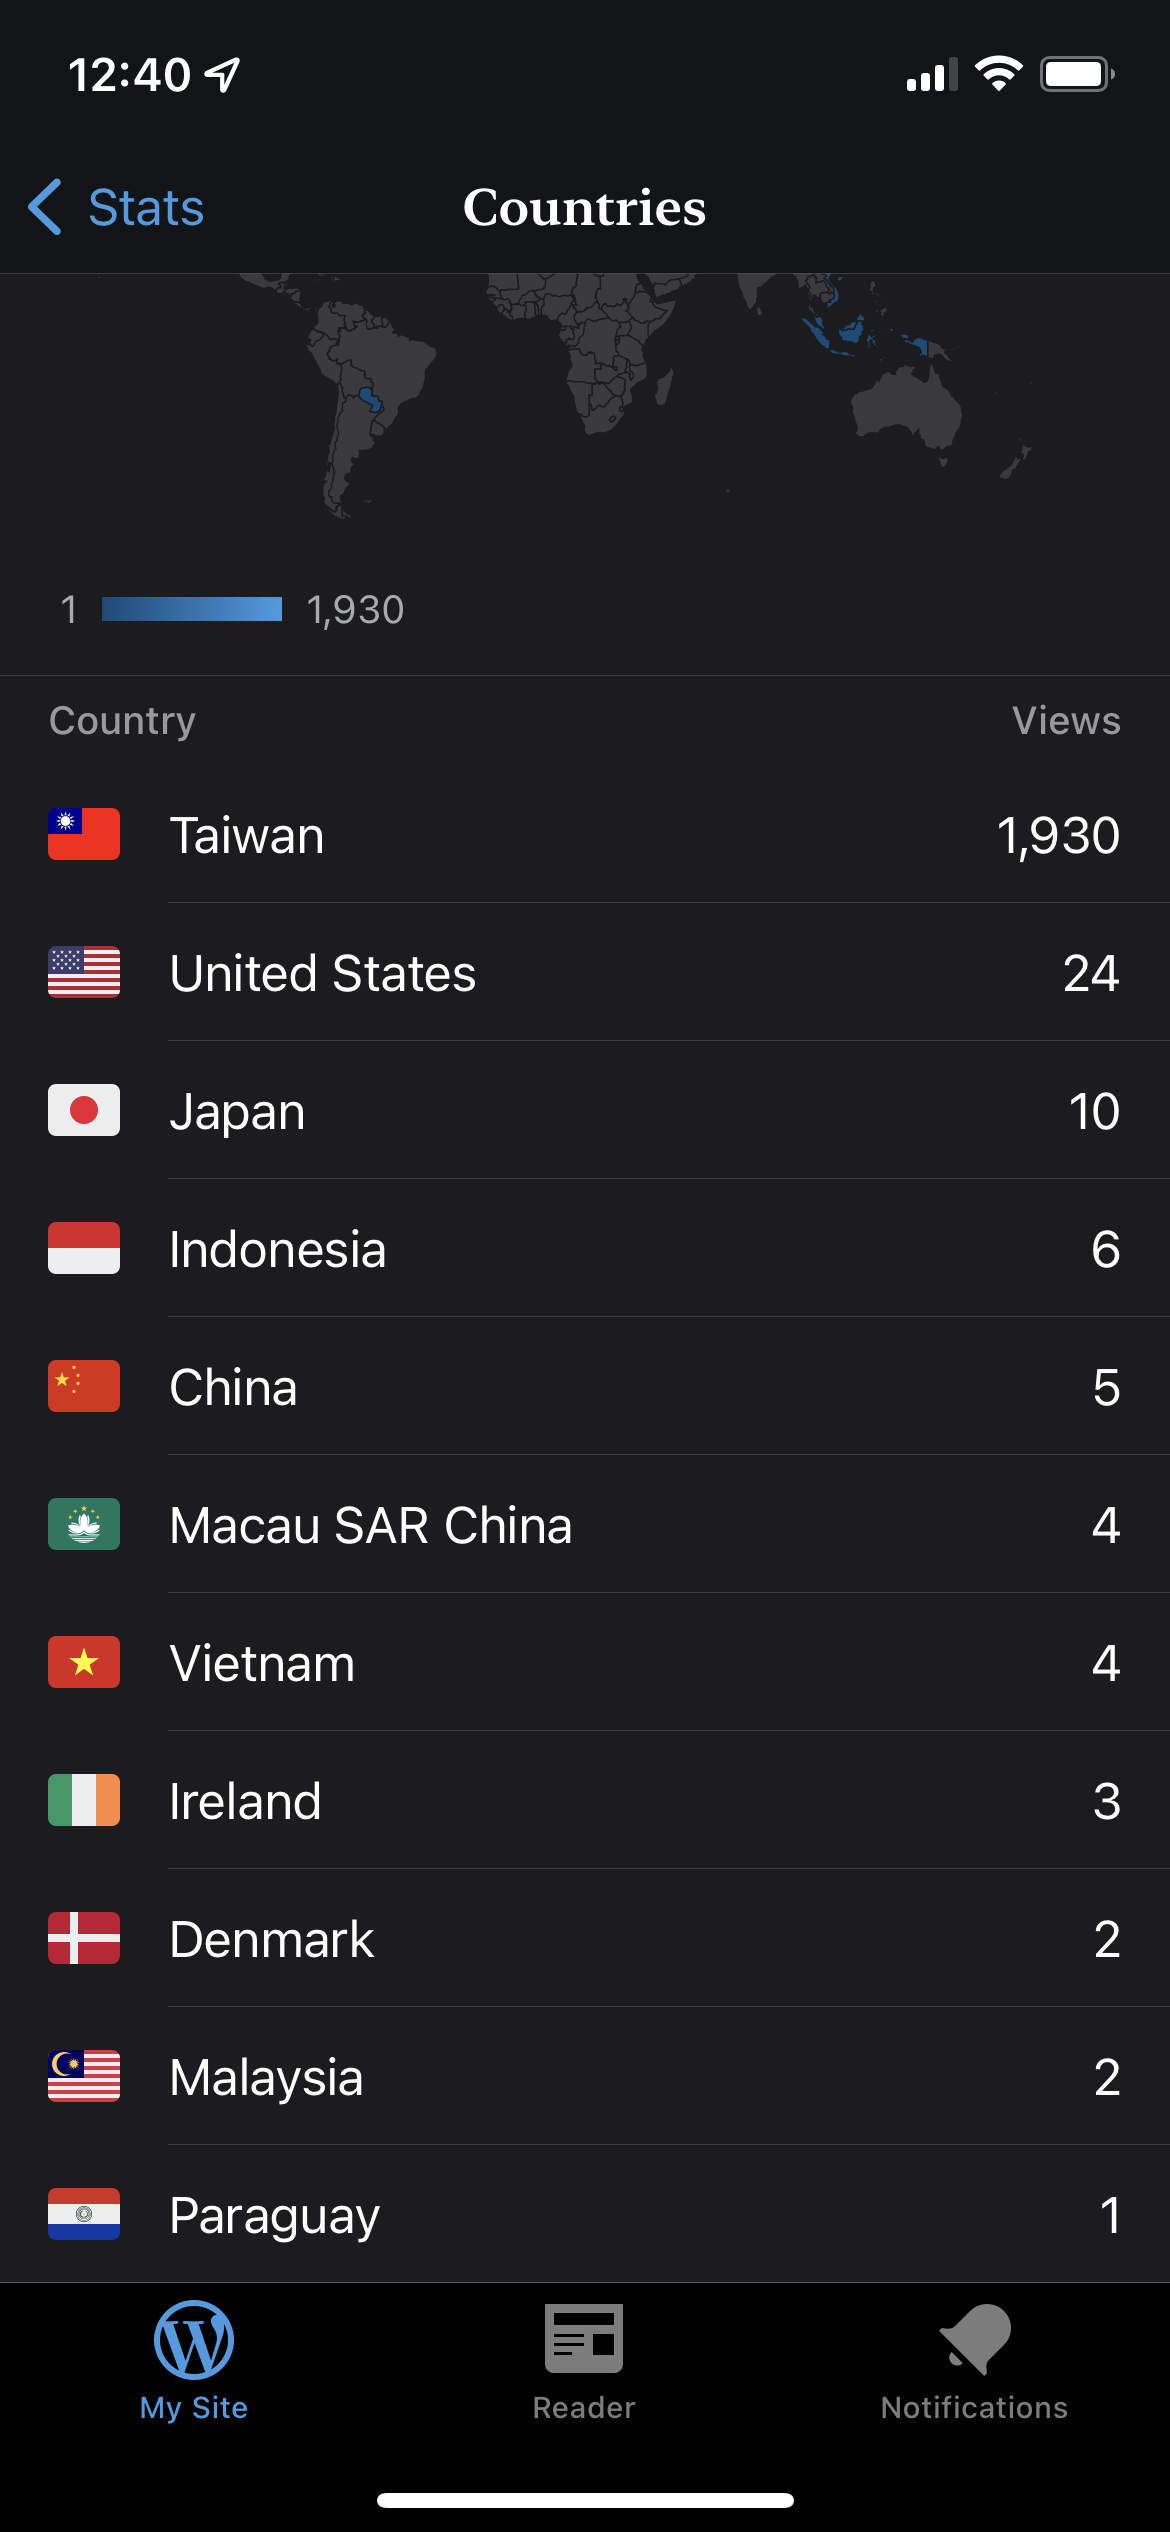 12:40
Stats
Countries
1 1,930
Country Views
Taiwan 1,930
United States 24
Japan 10
Indonesia 6
China 5
Macau SAR China 4
Vietnam 4
Ireland 3
Denmark 2
Malaysia 2
Paraguay 1
My Site Reader Notifications